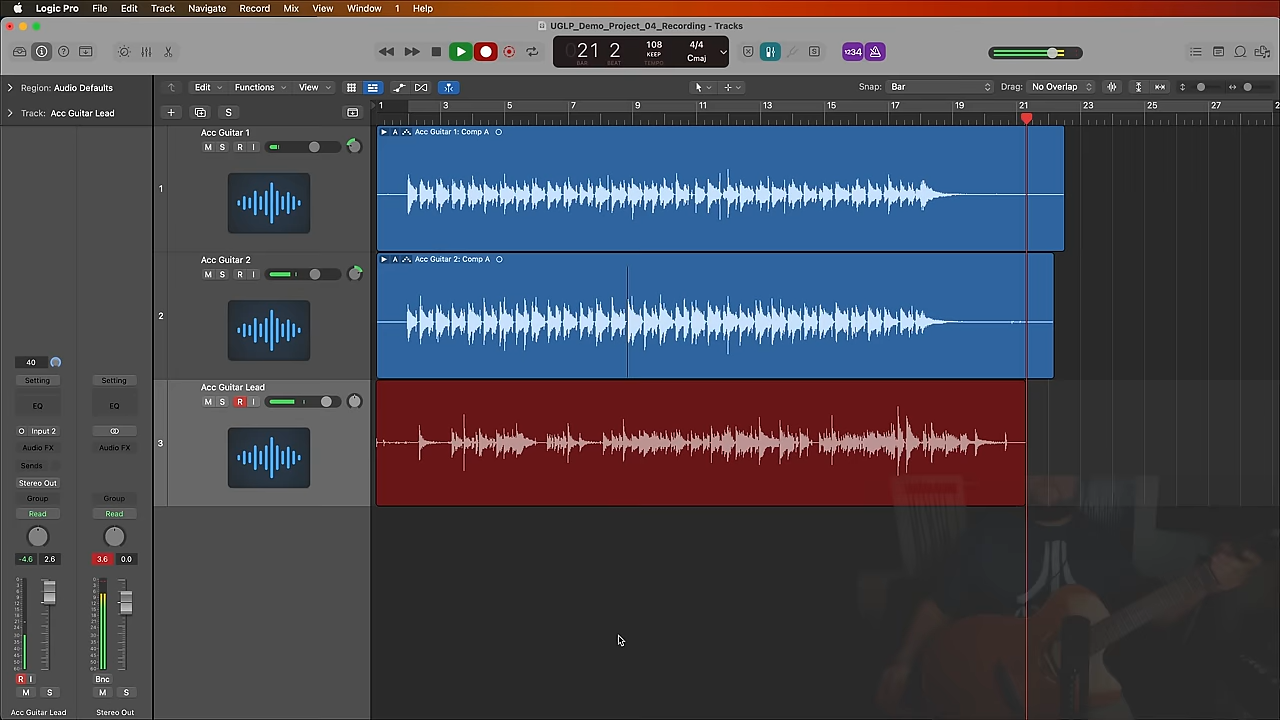 Logic Pro File Edit Track Navigate Record Mix View Window 1 Help
UGLP_Demo_Project_04_Recording - Tracks
021 2 108 4/4
KEEP Cmaj
BAR BEAT TEMPO
1234
Region: Audio Defaults
Edit Functions View
Snap: Bar Drag: No Overlap
Track: Acc Guitar Lead
S
1 3 5 7 9 11 13 15 17 19 21 23 25 27
Acc Guitar 1
M S R I
1
A Acc Guitar 1: Comp A
Acc Guitar 2
M S R I
2
A Acc Guitar 2: Comp A
Acc Guitar Lead
M S R I
3
40
Setting Setting
EQ EQ
Input 2
Audio FX Audio FX
Sends
Stereo Out
Group Group
Read Read
-4.6 2.6 3.6 0.0
R I Bnc
M S M S
Acc Guitar Lead Stereo Out